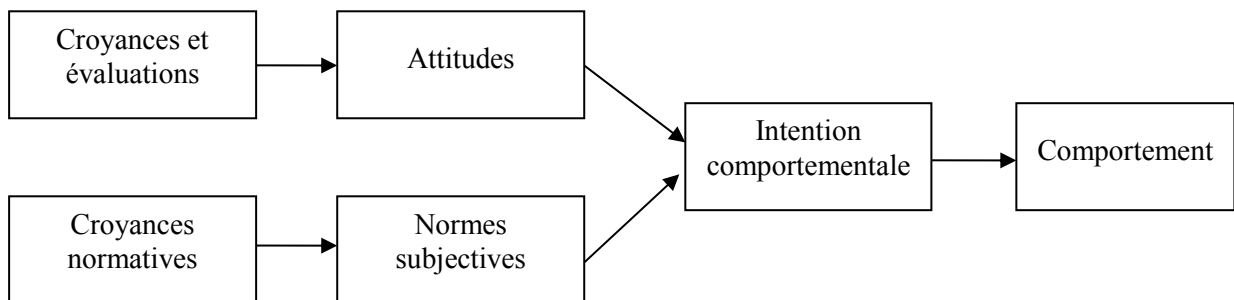 Croyances et
évaluations
Attitudes
Croyances
normatives
Normes
subjectives
Intention
comportementale
Comportement